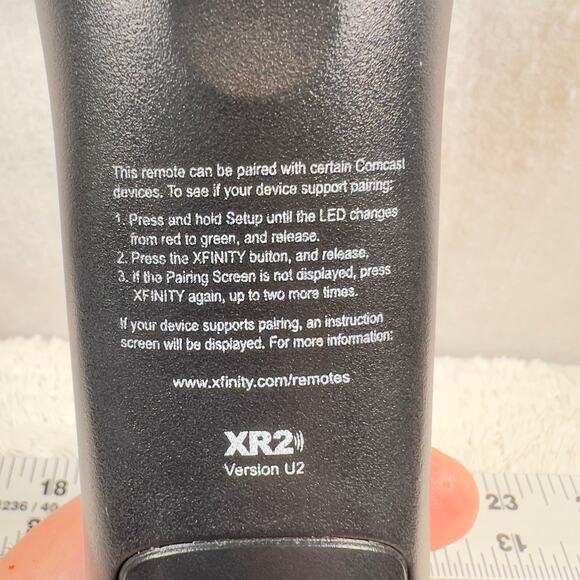 This remote can be paired with certain Comcast
devices. To see if your device support pairing:
1. Press and hold Setup until the LED changes
from red to green, and release.
2. Press the XFINITY button, and release,
3. If the Pairing Screen is not displayed, press
XFINITY again, up to two more times.
If your device supports pairing, an instruction
screen will be displayed. For more information:
www.xfinity.com/remotes
XR2
Version U2
18
23
236 / 40
13